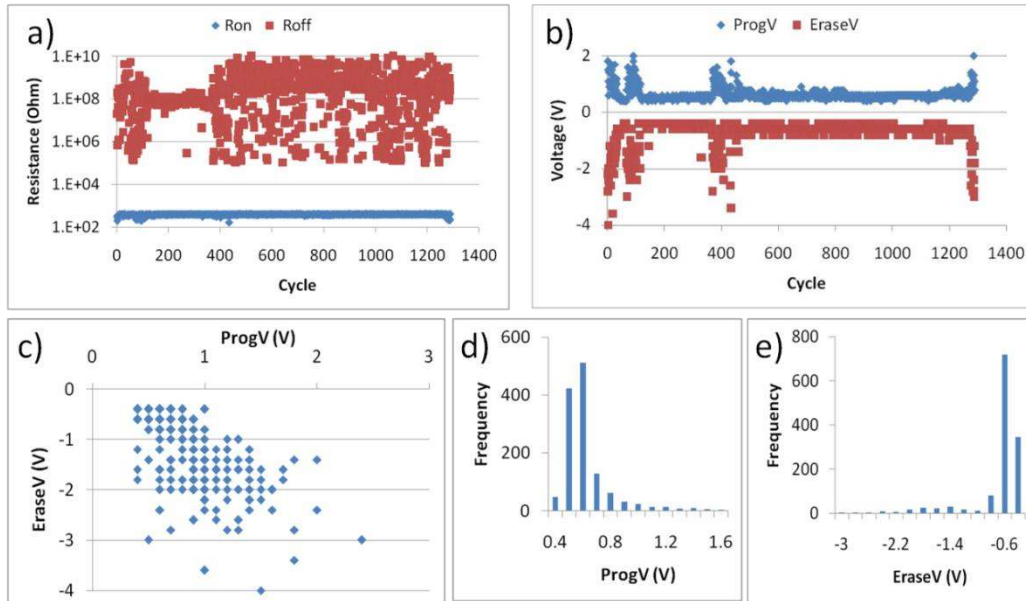 a)
Ron Roff
1.E+10
1.E+08
1.E+06
1.E+04
1.E+02
Resistance (Ohm)
0 200 400 600 800 1000 1200 1400
Cycle
b)
ProgV EraseV
2
0
-2
-4
Voltage (V)
0 200 400 600 800 1000 1200 1400
Cycle
c)
ProgV (V)
0 1 2 3
0
-1
-2
-3
-4
EraseV (V)
d)
600
400
200
0
Frequency
0.4 0.8 1.2 1.6
ProgV (V)
e)
800
600
400
200
0
Frequency
-3 -2.2 -1.4 -0.6
EraseV (V)